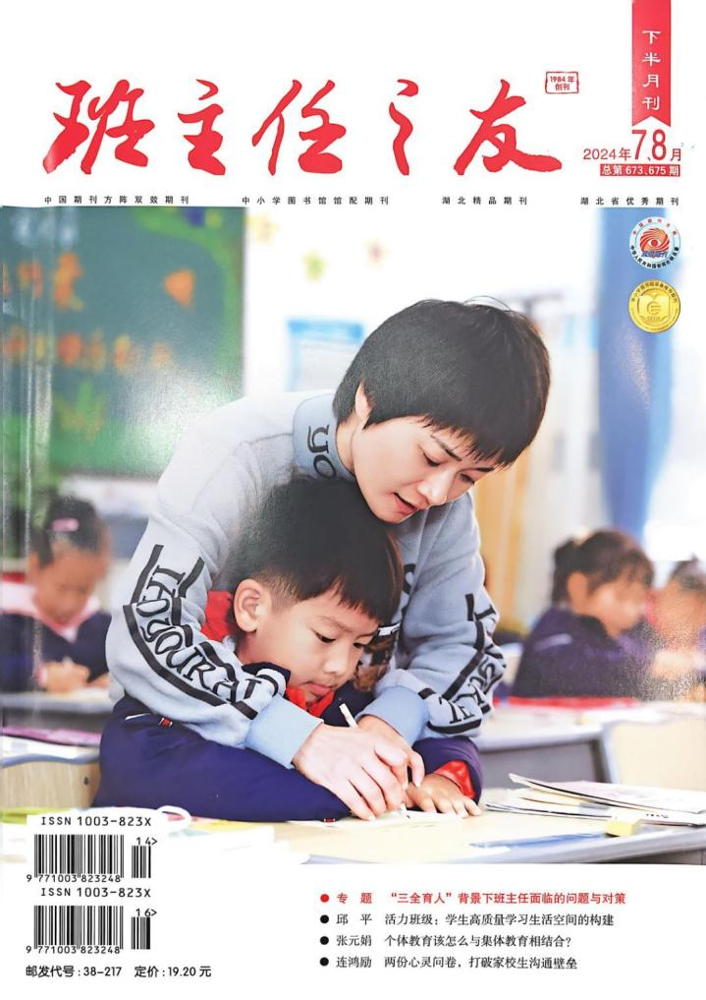 下半月刊
班主任之友
1984年
创刊
2024年7、8月
总第673、675期
中国期刊方阵双效期刊 中小学图书馆馆配期刊 湖北精品期刊 湖北省优秀期刊
yo
ISSN 1003-823X
14>
9 771003 823248
ISSN 1003-823X
16>
9 771003 823248
邮发代号:38-217 定价:19.20元
● 专 题 “三全育人”背景下班主任面临的问题与对策
● 邱 平 活力班级:学生高质量学习生活空间的构建
● 张元娟 个体教育该怎么与集体教育相结合?
● 连鸿励 两份心灵问卷,打破家校生沟通壁垒